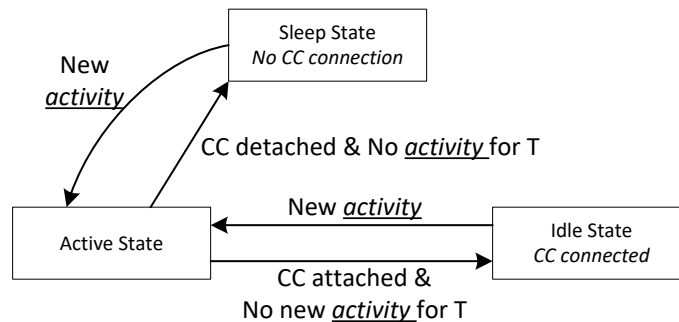 Sleep State
No CC connection
New
activity
CC detached & No activity for T
New activity
Active State
Idle State
CC connected
CC attached &
No new activity for T